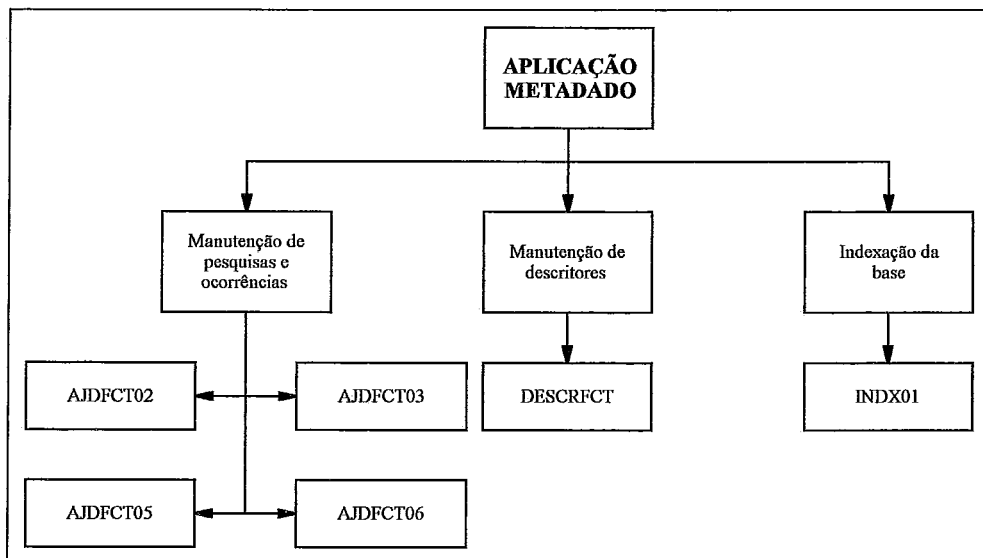 APLICAÇÃO
METADADO
Manutenção de
pesquisas e
ocorrências
Manutenção de
descritores
Indexação da
base
AJDFCT02
AJDFCT03
DESCRFCT
INDX01
AJDFCT05
AJDFCT06